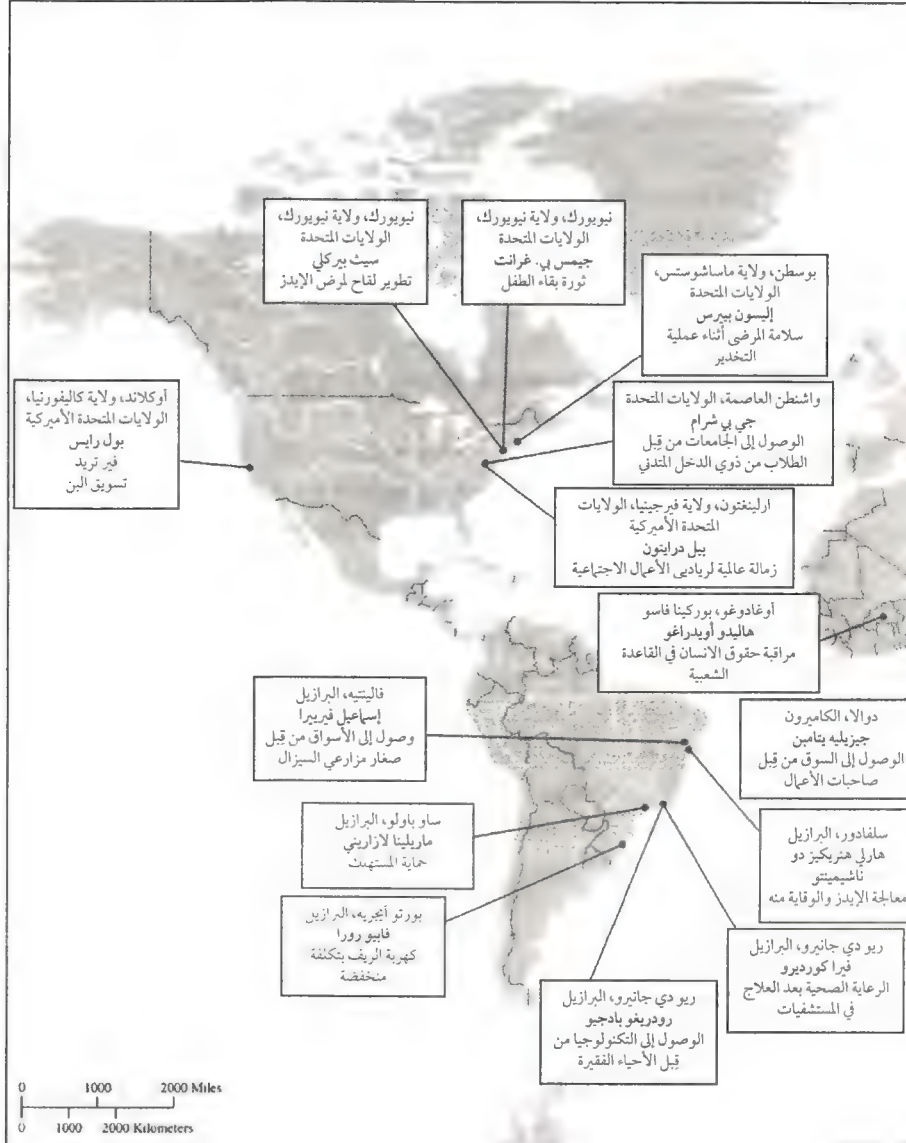 نيويورك، ولاية نيويورك،
الولايات المتحدة
سيث بيركلي
تطوير لقاح لمرض الإيدز
نيويورك، ولاية نيويورك،
الولايات المتحدة
جيمس بي. غرانت
ثورة بقاء الطفل
بوسطن، ولاية ماساشوستس،
الولايات المتحدة
إليسون بيرس
سلامة المرضى أثناء عملية
التخدير
أوكلاند، ولاية كاليفورنيا،
الولايات المتحدة الأميركية
بول رايس
فير تريد
تسويق البن
واشنطن العاصمة، الولايات المتحدة
جي بي شرام
الوصول إلى الجامعات من قِبل
الطلاب من ذوي الدخل المتدني
ارلينغتون، ولاية فيرجينيا، الولايات
المتحدة الأميركية
بيل درايتون
زمالة عالمية لرياديي الأعمال الاجتماعية
أوغادوغو، بوركينا فاسو
هاليدو أويدراغو
مراقبة حقوق الانسان في القاعدة
الشعبية
فالينتيه، البرازيل
إسماعيل فيريرا
وصول إلى الأسواق من قِبل
صغار مزارعي السيزال
دوالا، الكاميرون
جيزيليه يتامبن
الوصول إلى السوق من قِبل
صاحبات الأعمال
ساو باولو، البرازيل
ماريلينا لازاريني
حماية المستهلك
سلفادور، البرازيل
هارلي هنريكيز دو
ناشيمينتو
معالجة الإيدز والوقاية منه
بورتو أيجريه، البرازيل
فابيو رورا
كهربة الريف بتكلفة
منخفضة
ريو دي جانيرو، البرازيل
فيرا كورديرو
الرعاية الصحية بعد العلاج
في المستشفيات
ريو دي جانيرو، البرازيل
رودريغو بادجيو
الوصول إلى التكنولوجيا من
قِبل الأحياء الفقيرة
0 1000 2000 Miles
0 1000 2000 Kilometers